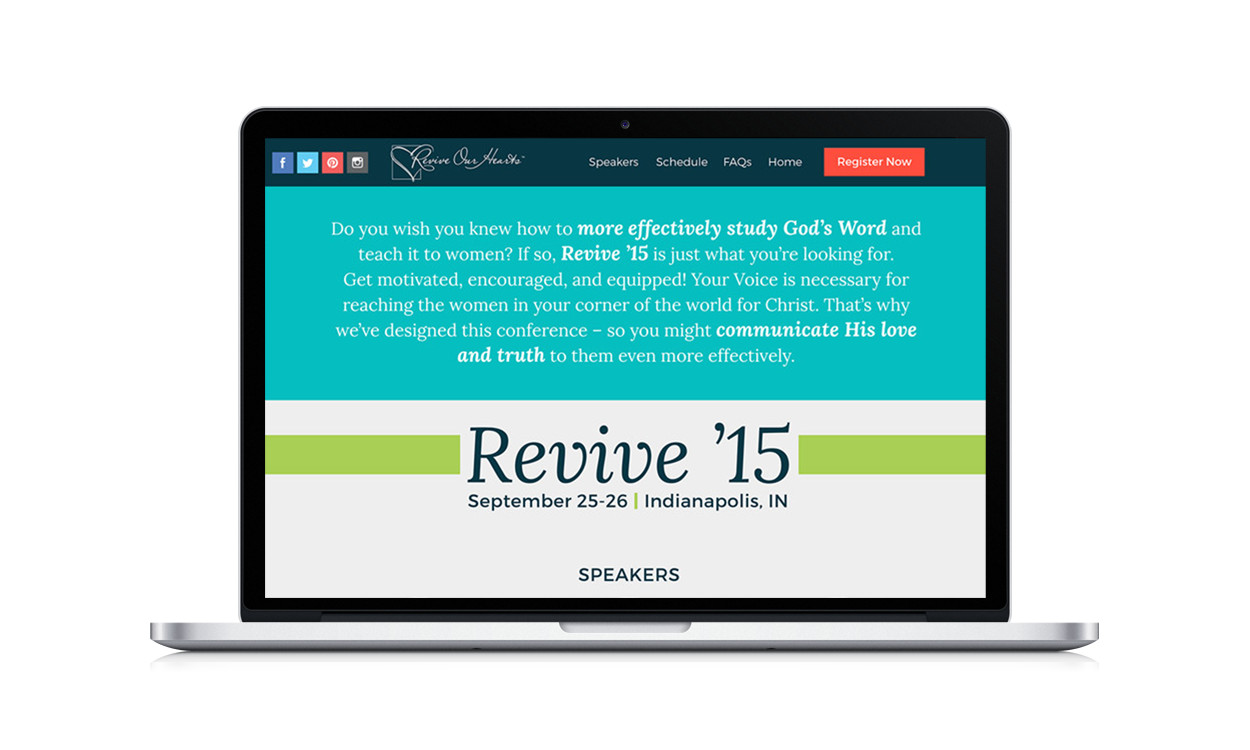 Revive Our Hearts™
Speakers Schedule FAQs Home Register Now
Do you wish you knew how to more effectively study God's Word and
teach it to women? If so, Revive ’15 is just what you’re looking for.
Get motivated, encouraged, and equipped! Your Voice is necessary for
reaching the women in your corner of the world for Christ. That’s why
we’ve designed this conference – so you might communicate His love
and truth to them even more effectively.
Revive ’15
September 25-26 | Indianapolis, IN
SPEAKERS